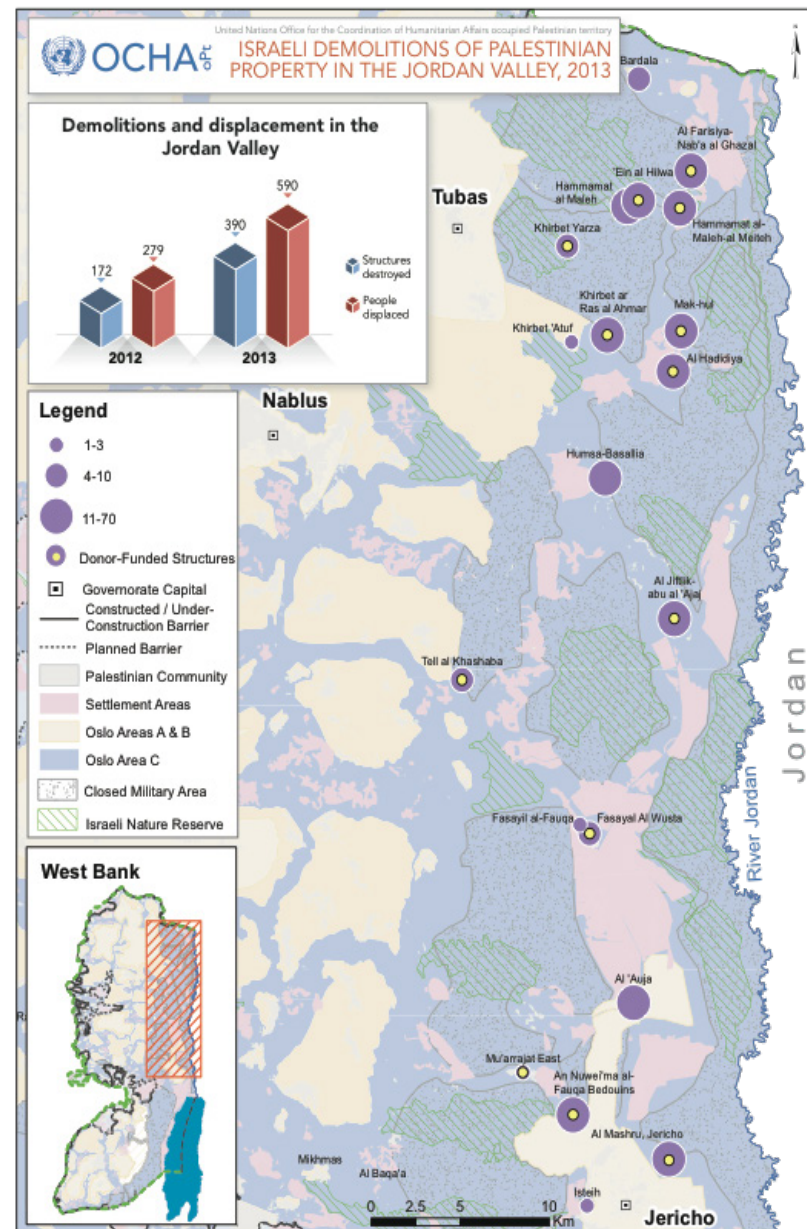 United Nations Office for the Coordination of Humanitarian Affairs occupied Palestinian territory
OCHA oPt
ISRAELI DEMOLITIONS OF PALESTINIAN
PROPERTY IN THE JORDAN VALLEY, 2013
Demolitions and displacement in the
Jordan Valley
590
390
279
172
Structures
destroyed
People
displaced
2012
2013
Legend
1-3
4-10
11-70
Donor-Funded Structures
Governorate Capital
Constructed / Under-
Construction Barrier
Planned Barrier
Palestinian Community
Settlement Areas
Oslo Areas A & B
Oslo Area C
Closed Military Area
Israeli Nature Reserve
West Bank
Bardala
Al Farisiya-
Nab'a al Ghazal
'Ein al Hilwa
Hammamat
al Maleh
Tubas
Hammamat al-
Maleh-al Meiteh
Khirbet Yarza
Khirbet ar
Ras al Ahmar
Mak-hul
Khirbet 'Atuf
Al Hadidiya
Nablus
Humsa-Basallia
Al Jiftlik-
abu al 'Ajaj
Tell al Khashaba
Jordan
River Jordan
Fasayil al-Fauqa
Fasayal Al Wusta
Al 'Auja
Mu'arrajat East
An Nuwei'ma al-
Fauqa Bedouins
Al Mashru, Jericho
Mikhmas
Al Baqa'a
Isteih
Jericho
0 2.5 5 10
Km